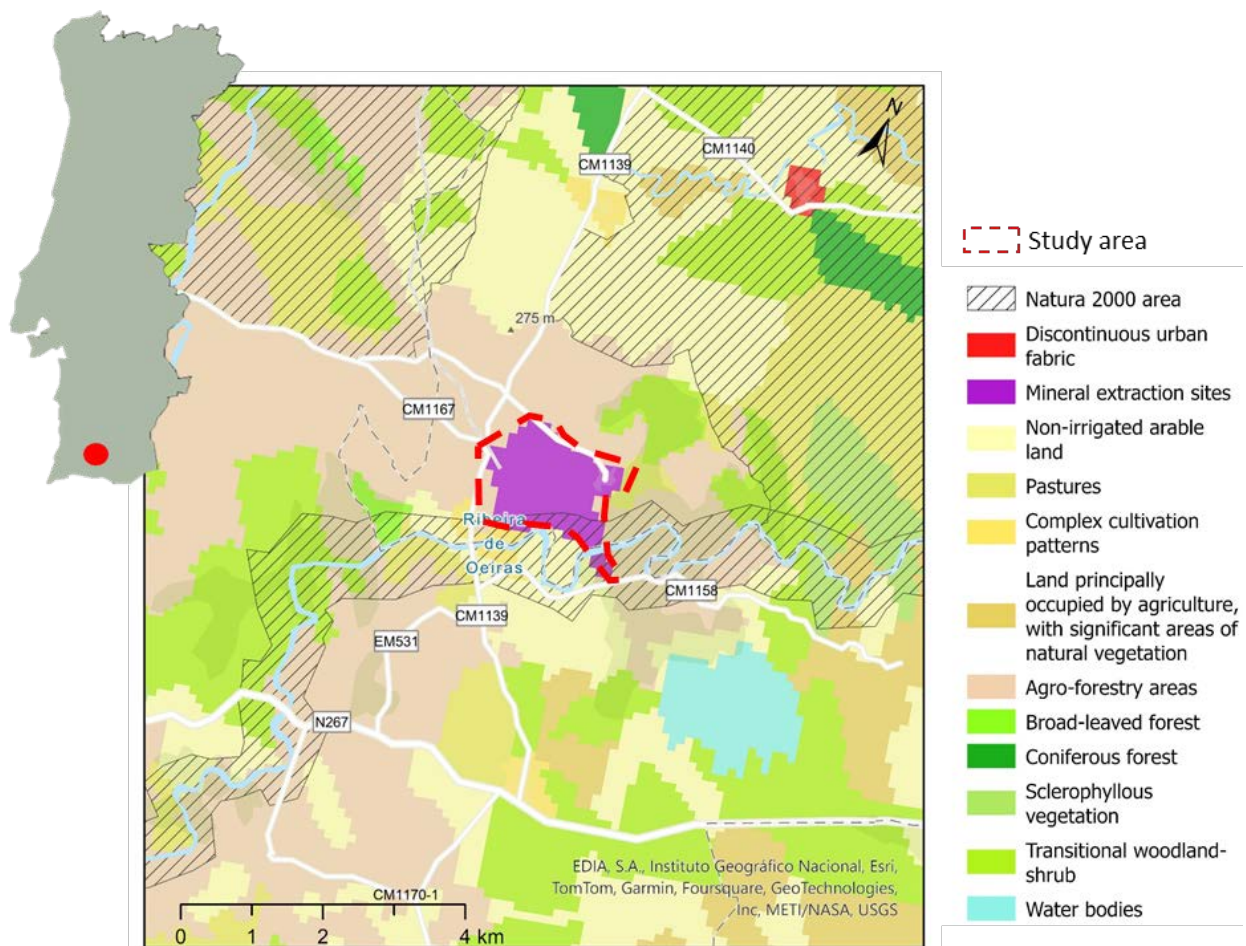 N
CM1139
CM1140
275 m
CM1167
Ribeira
de
Oeiras
CM1158
CM1139
EM531
N267
CM1170-1
EDIA, S.A., Instituto Geográfico Nacional, Esri,
TomTom, Garmin, Foursquare, GeoTechnologies,
Inc, METI/NASA, USGS
0 1 2 4 km
Study area
Natura 2000 area
Discontinuous urban
fabric
Mineral extraction sites
Non-irrigated arable
land
Pastures
Complex cultivation
patterns
Land principally
occupied by agriculture,
with significant areas of
natural vegetation
Agro-forestry areas
Broad-leaved forest
Coniferous forest
Sclerophyllous
vegetation
Transitional woodland-
shrub
Water bodies